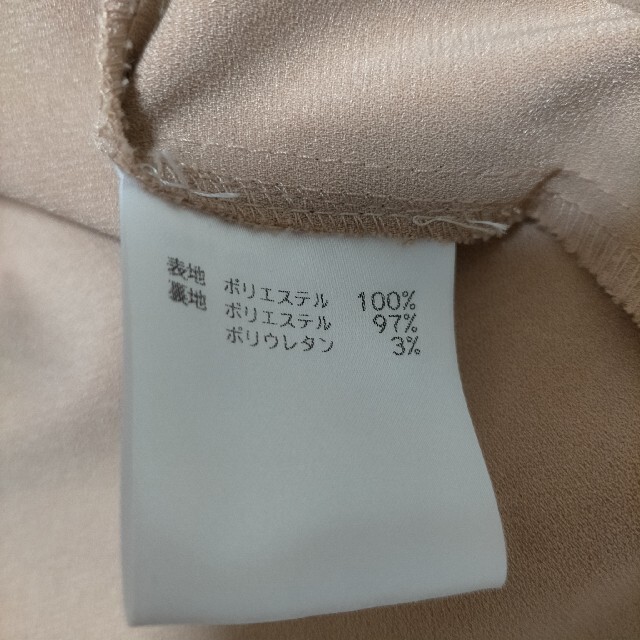 表地 ポリエステル 100%
裏地 ポリエステル 97%
ポリウレタン 3%